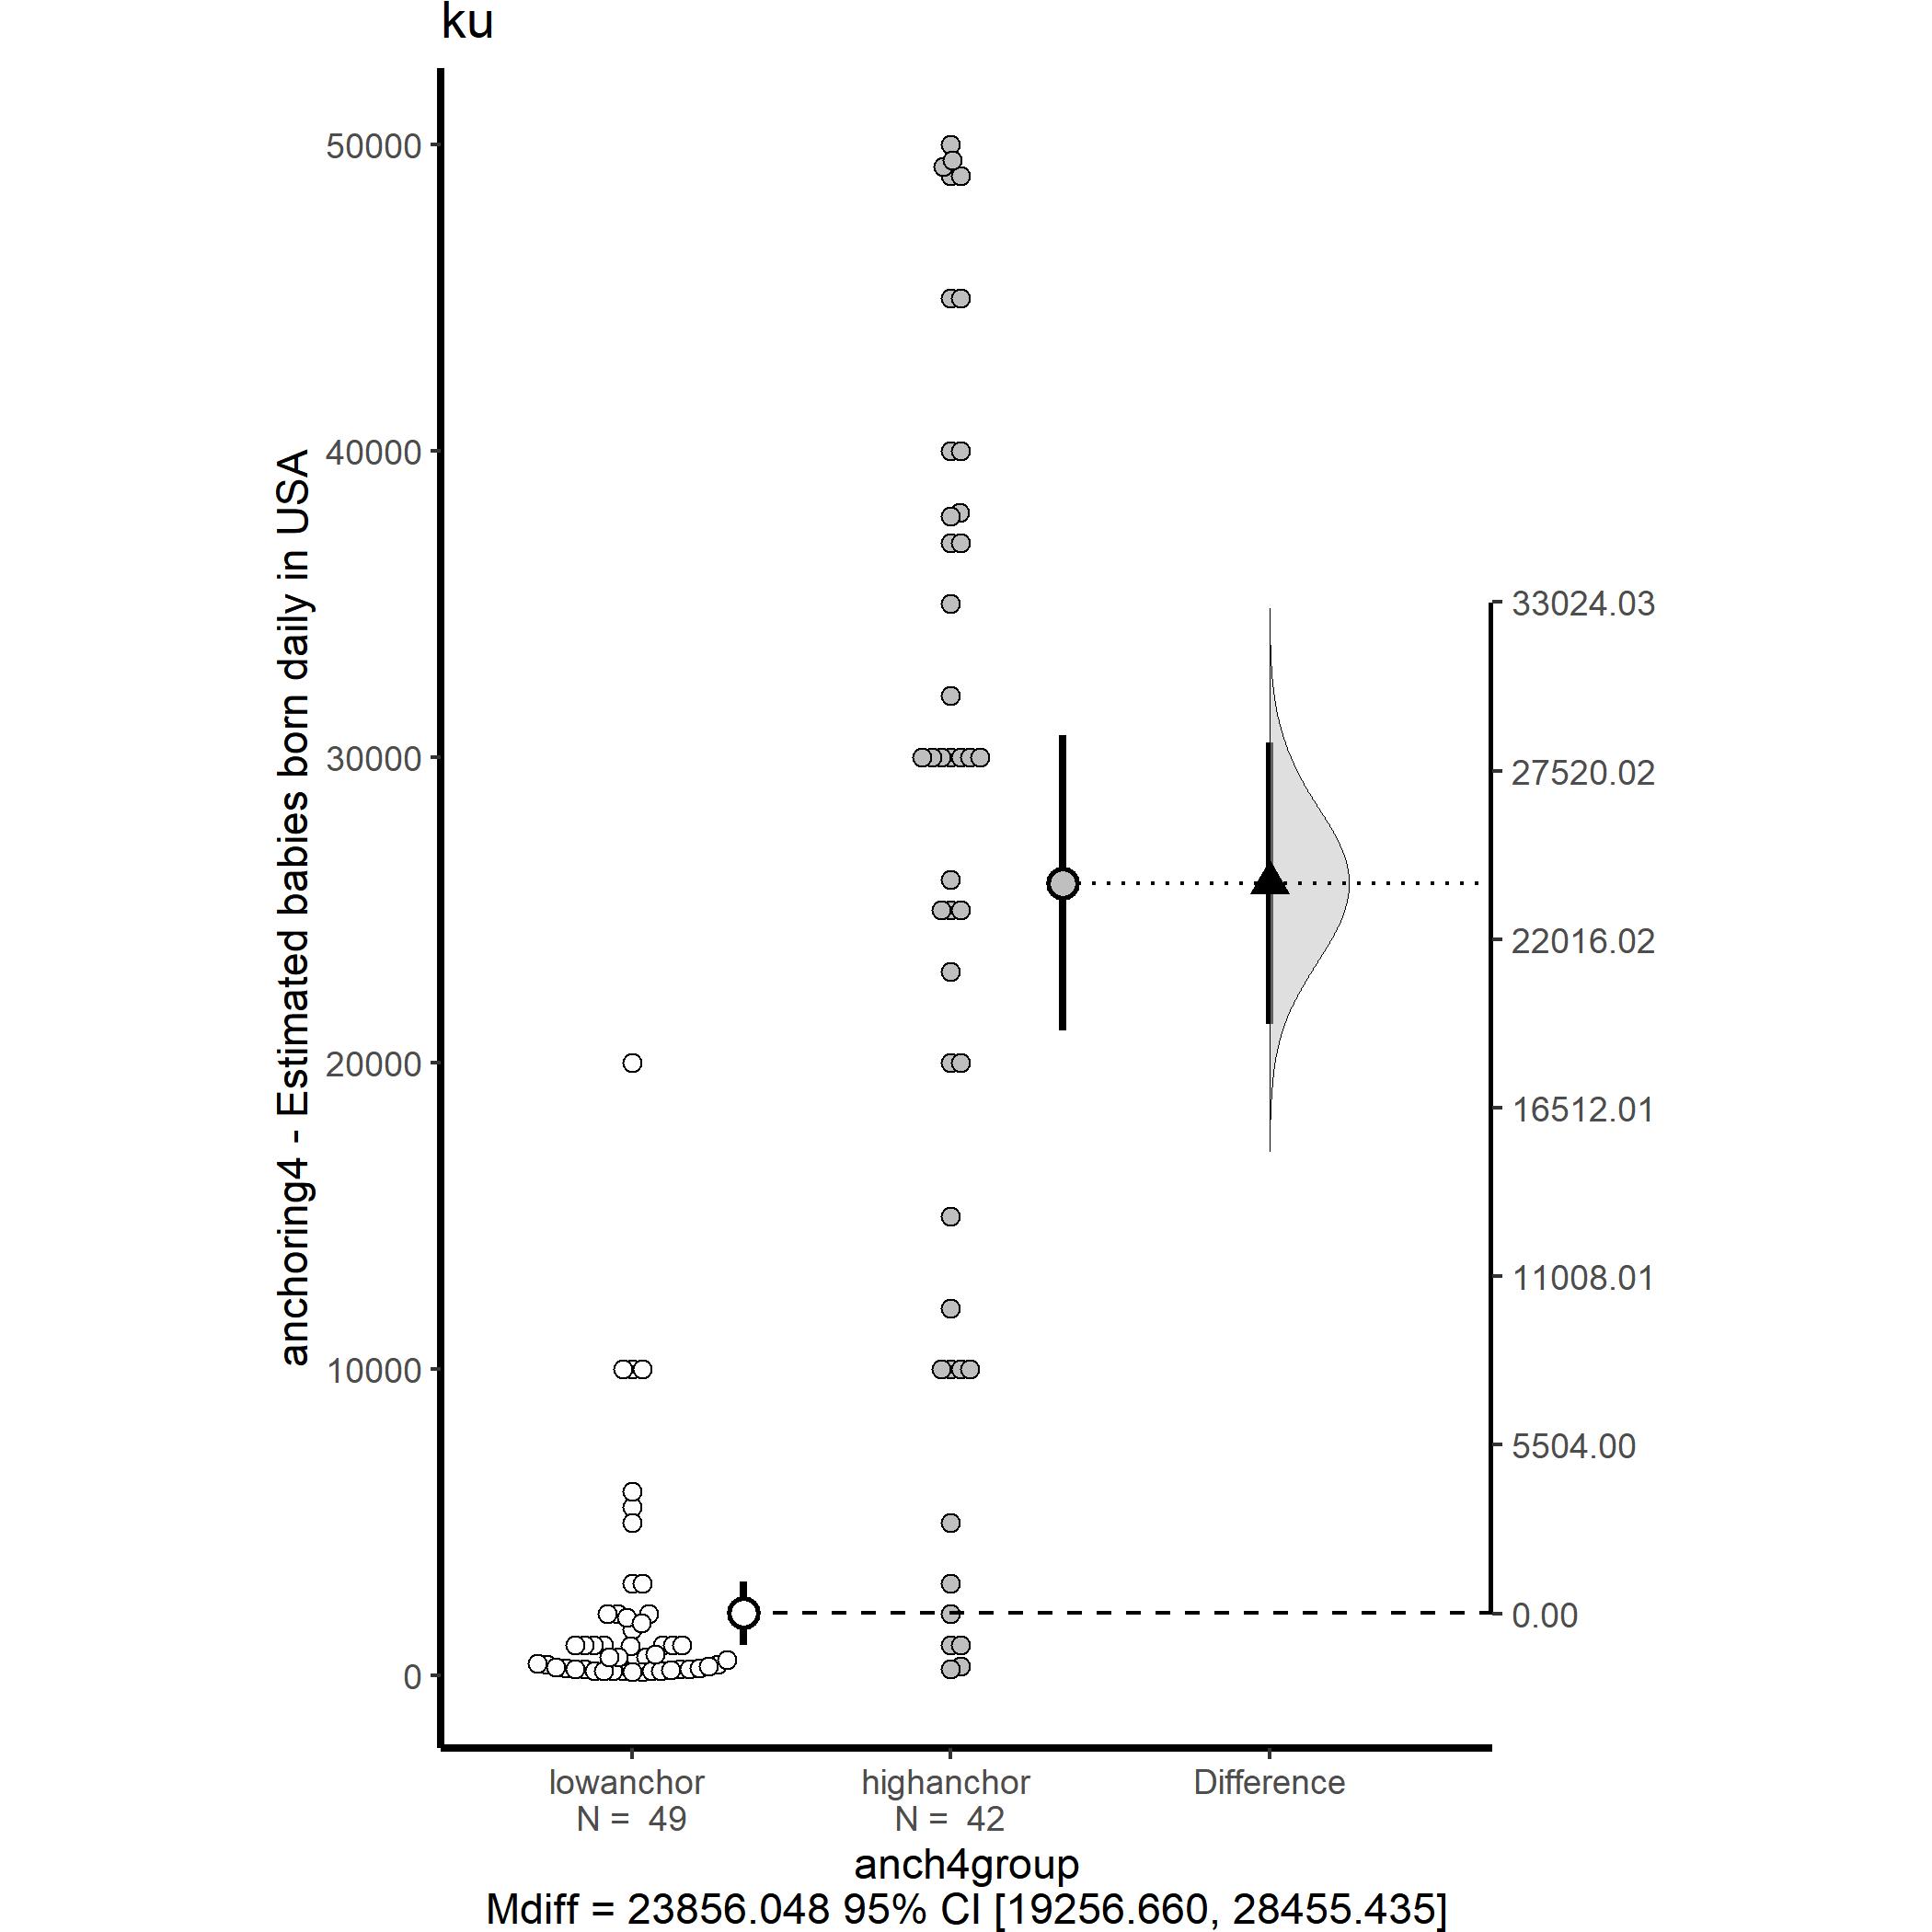 ku
50000
40000
30000
20000
10000
0
anchoring4 - Estimated babies born daily in USA
33024.03
27520.02
22016.02
16512.01
11008.01
5504.00
0.00
lowanchor
N =  49
highanchor
N =  42
Difference
anch4group
Mdiff = 23856.048 95% CI [19256.660, 28455.435]